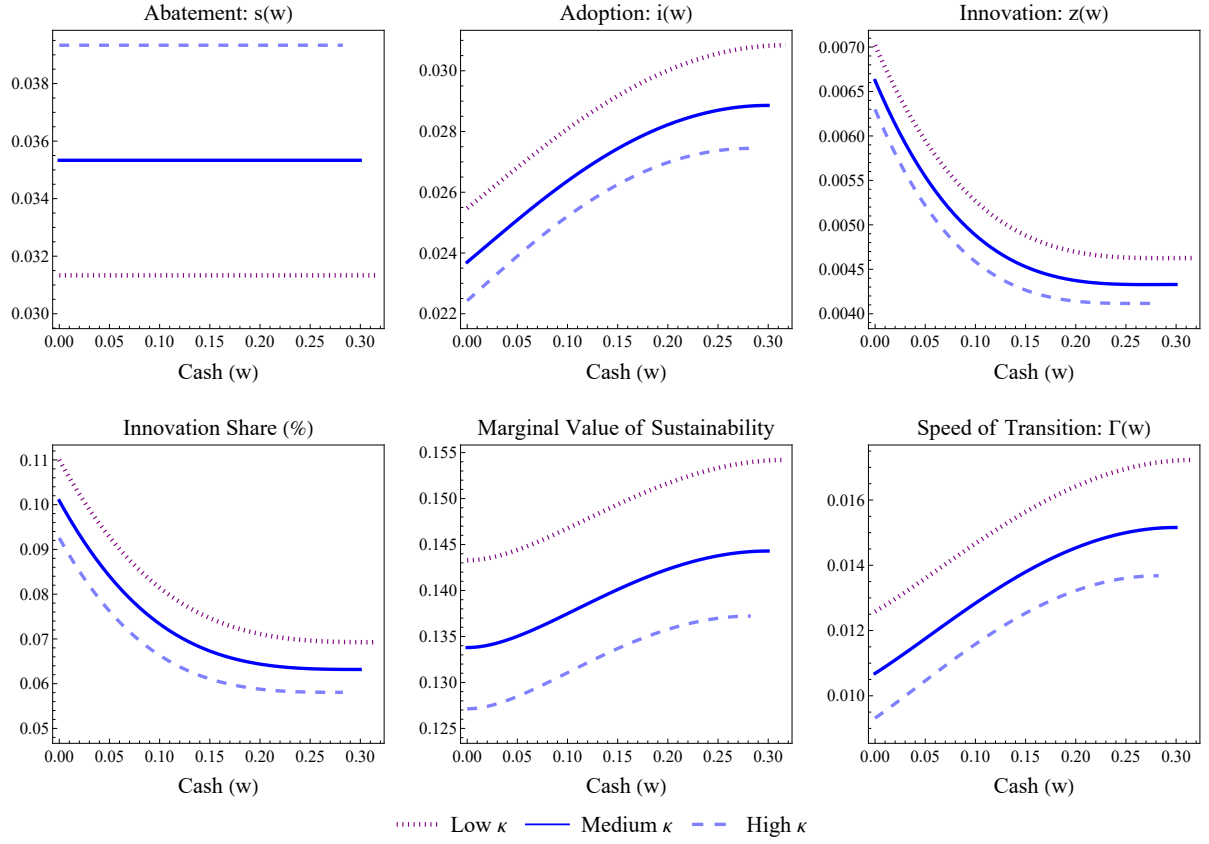 Abatement: s(w)
0.038
0.036
0.034
0.032
0.030
0.00 0.05 0.10 0.15 0.20 0.25 0.30
Cash (w)
Adoption: i(w)
0.030
0.028
0.026
0.024
0.022
0.00 0.05 0.10 0.15 0.20 0.25 0.30
Cash (w)
Innovation: z(w)
0.0070
0.0065
0.0060
0.0055
0.0050
0.0045
0.0040
0.00 0.05 0.10 0.15 0.20 0.25 0.30
Cash (w)
Innovation Share (%)
0.11
0.10
0.09
0.08
0.07
0.06
0.05
0.00 0.05 0.10 0.15 0.20 0.25 0.30
Cash (w)
Marginal Value of Sustainability
0.155
0.150
0.145
0.140
0.135
0.130
0.125
0.00 0.05 0.10 0.15 0.20 0.25 0.30
Cash (w)
Speed of Transition: Γ(w)
0.016
0.014
0.012
0.010
0.00 0.05 0.10 0.15 0.20 0.25 0.30
Cash (w)
Low κ Medium κ High κ